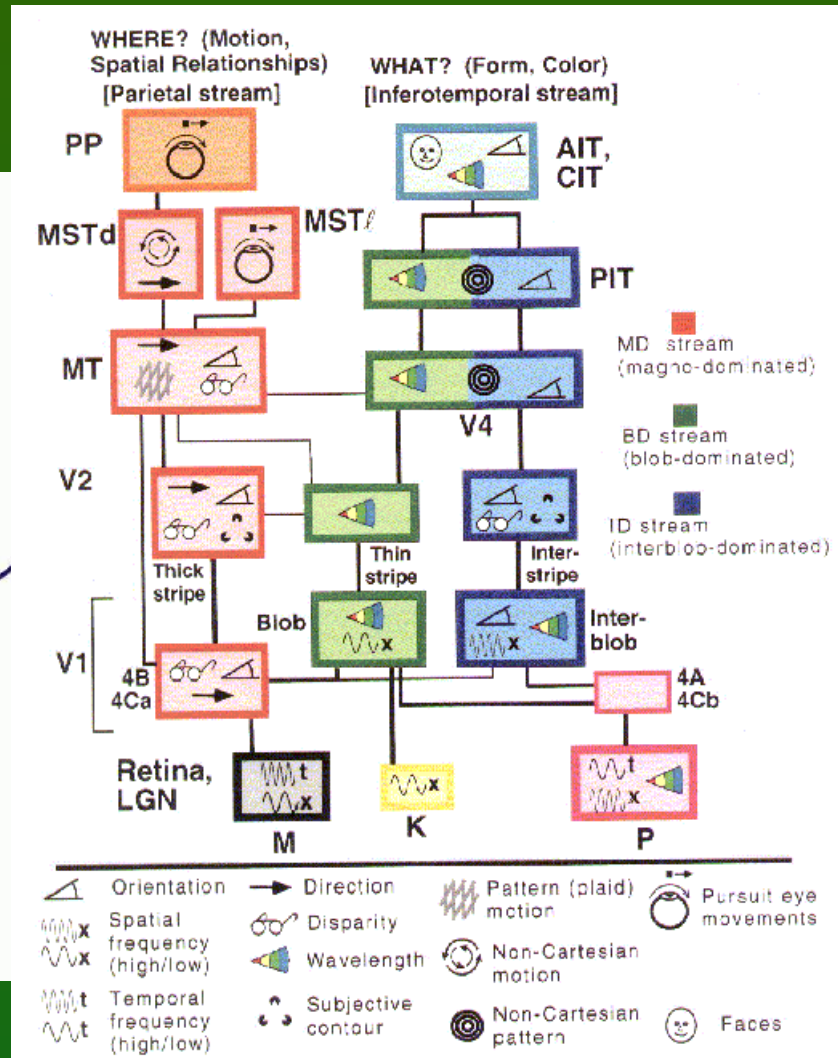 WHERE? (Motion,
Spatial Relationships)
[Parietal stream]
WHAT? (Form, Color)
[Inferotemporal stream]
PP
AIT,
CIT
MSTd
MSTℓ
PIT
MT
V4
MD stream
(magno-dominated)
BD stream
(blob-dominated)
ID stream
(interblob-dominated)
V2
Thick
stripe
Thin
stripe
Inter-
stripe
V1
Blob
x
x
Inter-
blob
4B
4Ca
4A
4Cb
Retina,
LGN
t
x
M
x
K
t
x
P
Orientation
Direction
Pattern (plaid)
motion
Pursuit eye
movements
x
x
Spatial
frequency
(high/low)
Disparity
Wavelength
Non-Cartesian
motion
t
t
Temporal
frequency
(high/low)
Subjective
contour
Non-Cartesian
pattern
Faces